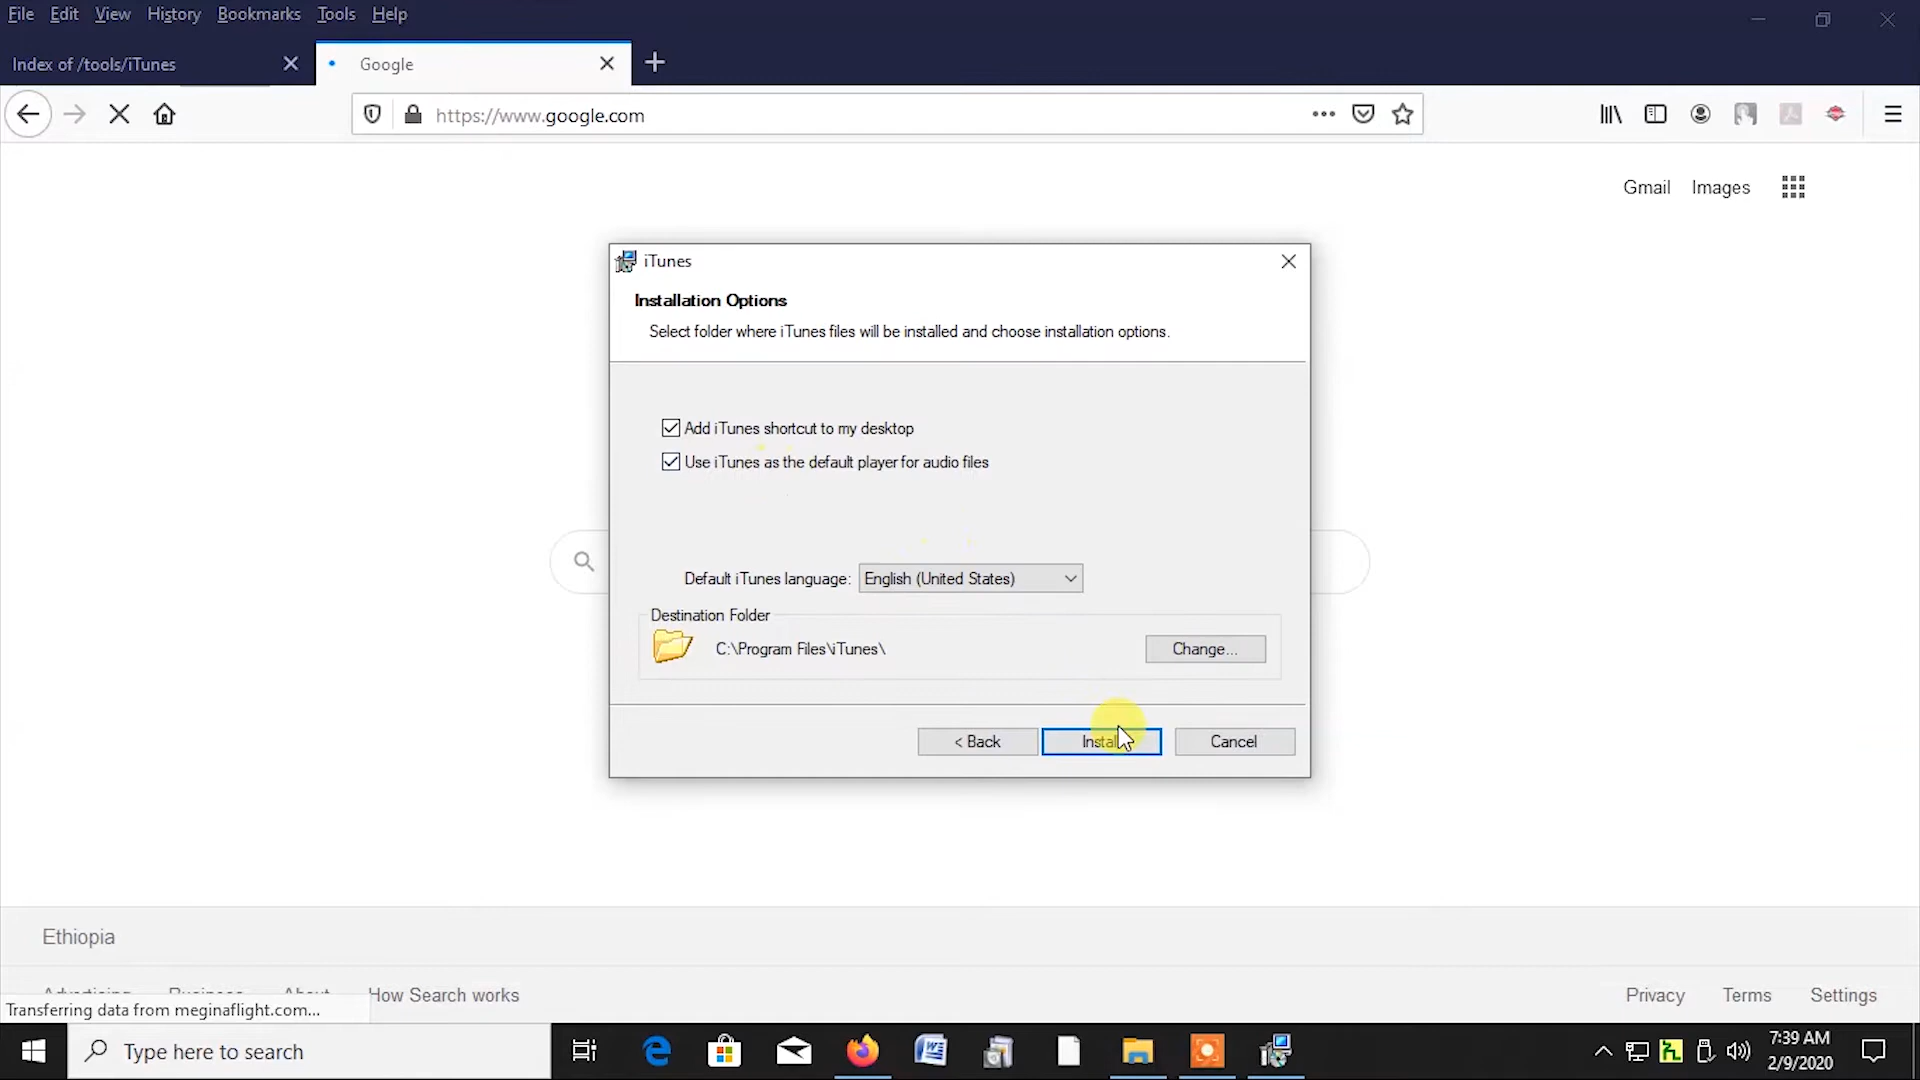 File Edit View History Bookmarks Tools Help
Index of /tools/iTunes
Google
https://www.google.com
Gmail Images
iTunes
Installation Options
Select folder where iTunes files will be installed and choose installation options.
Add iTunes shortcut to my desktop
Use iTunes as the default player for audio files
Default iTunes language: English (United States)
Destination Folder
C:\Program Files\iTunes\ Change...
< Back Install Cancel
Ethiopia
Advertising Business About How Search works Privacy Terms Settings
Transferring data from meginaflight.com...
Type here to search
7:39 AM
2/9/2020